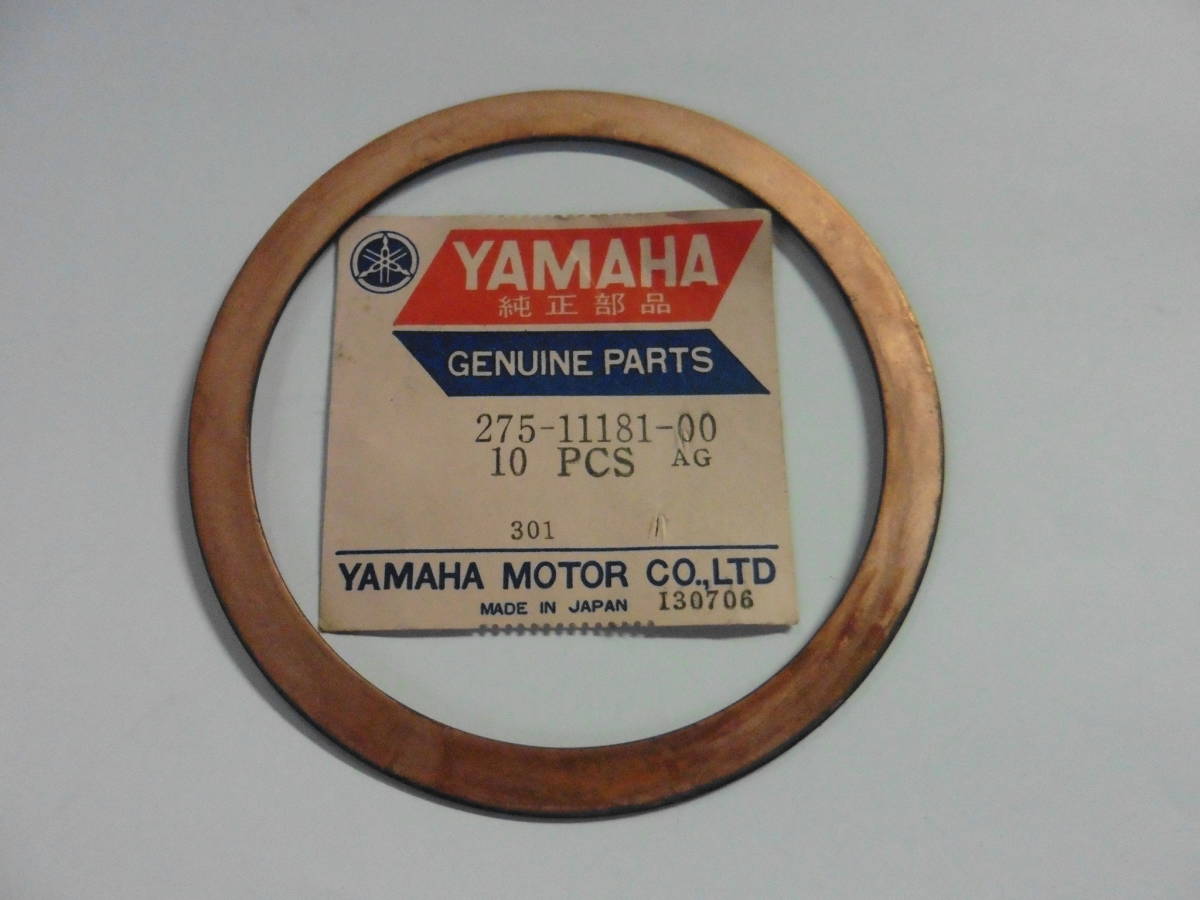 YAMAHA
純正部品
GENUINE PARTS
275-11181-00
10 PCS AG
301
YAMAHA MOTOR CO.,LTD
MADE IN JAPAN 130706